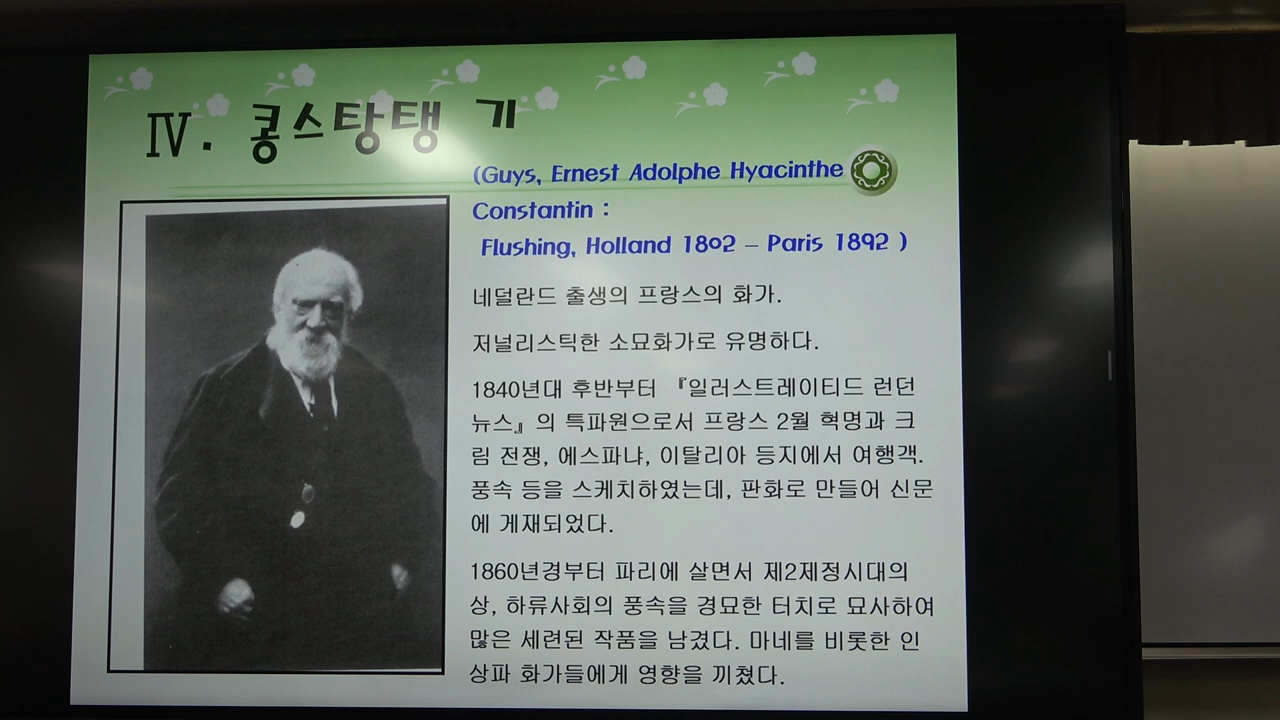 Ⅳ. 콩스탕탱 기
(Guys, Ernest Adolphe Hyacinthe
Constantin :
Flushing, Holland 1802 – Paris 1892 )
네덜란드 출생의 프랑스의 화가.
저널리스틱한 소묘화가로 유명하다.
1840년대 후반부터 『일러스트레이티드 런던
뉴스』의 특파원으로서 프랑스 2월 혁명과 크
림 전쟁, 에스파냐, 이탈리아 등지에서 여행객.
풍속 등을 스케치하였는데, 판화로 만들어 신문
에 게재되었다.
1860년경부터 파리에 살면서 제2제정시대의
상, 하류사회의 풍속을 경묘한 터치로 묘사하여
많은 세련된 작품을 남겼다. 마네를 비롯한 인
상파 화가들에게 영향을 끼쳤다.